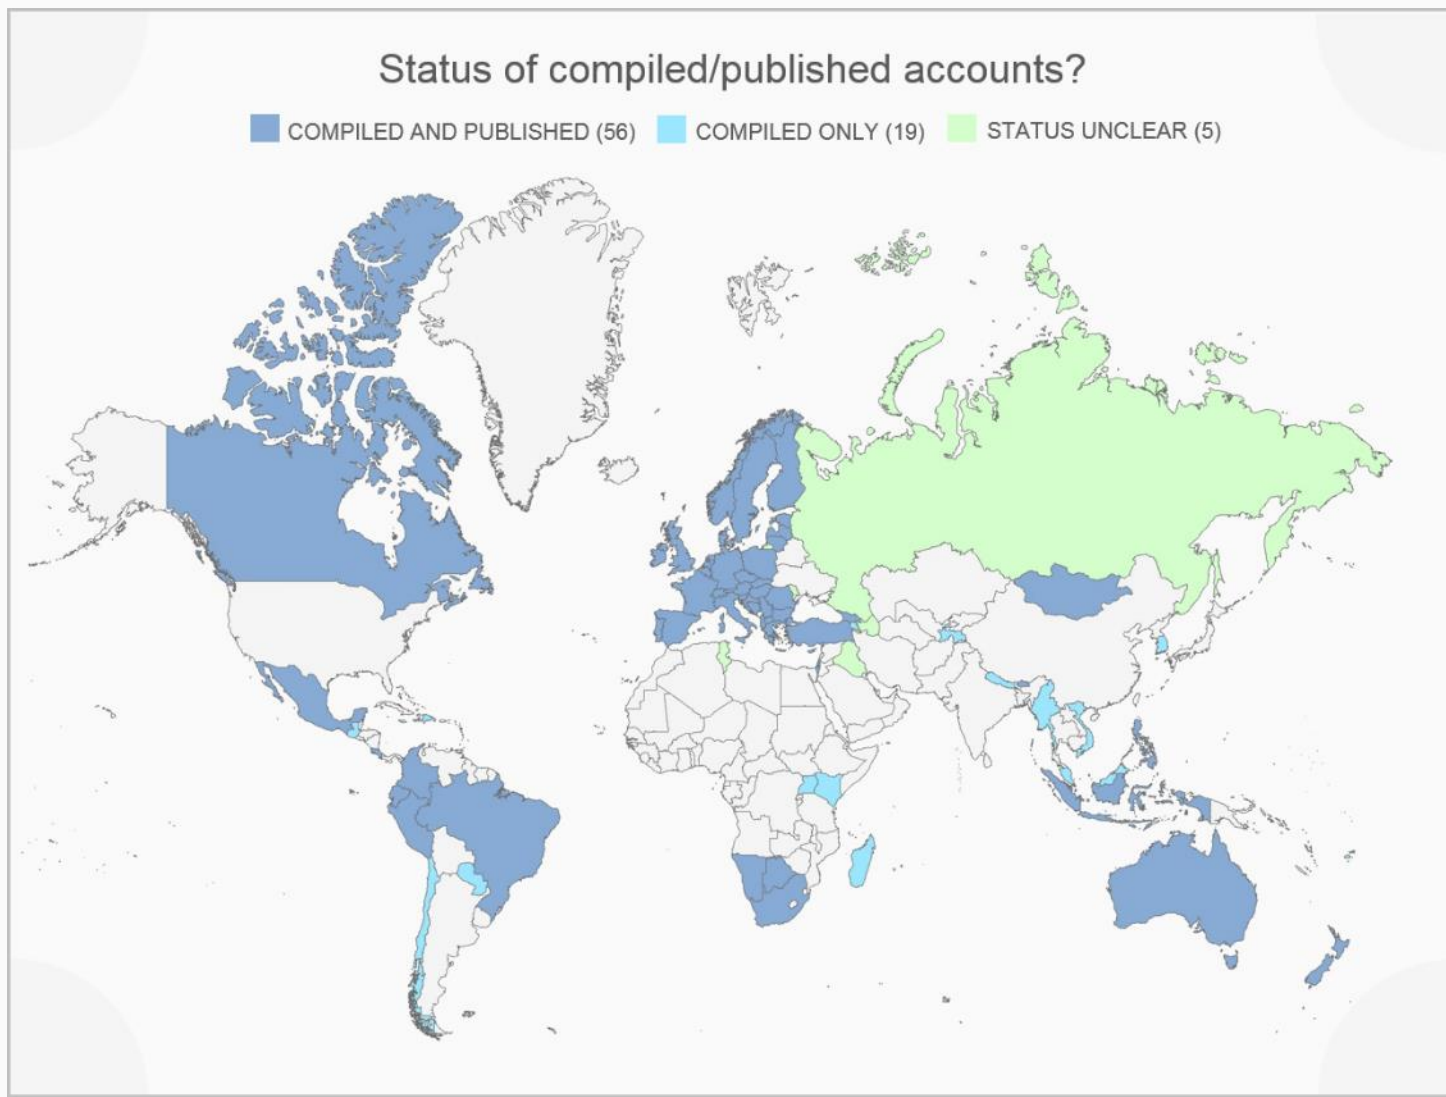 Status of compiled/published accounts?
COMPILED AND PUBLISHED (56) COMPILED ONLY (19) STATUS UNCLEAR (5)